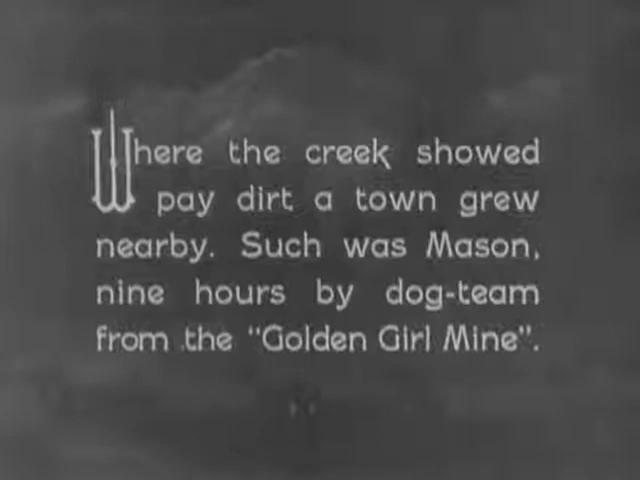 Where the creek showed
pay dirt a town grew
nearby. Such was Mason,
nine hours by dog-team
from the "Golden Girl Mine".